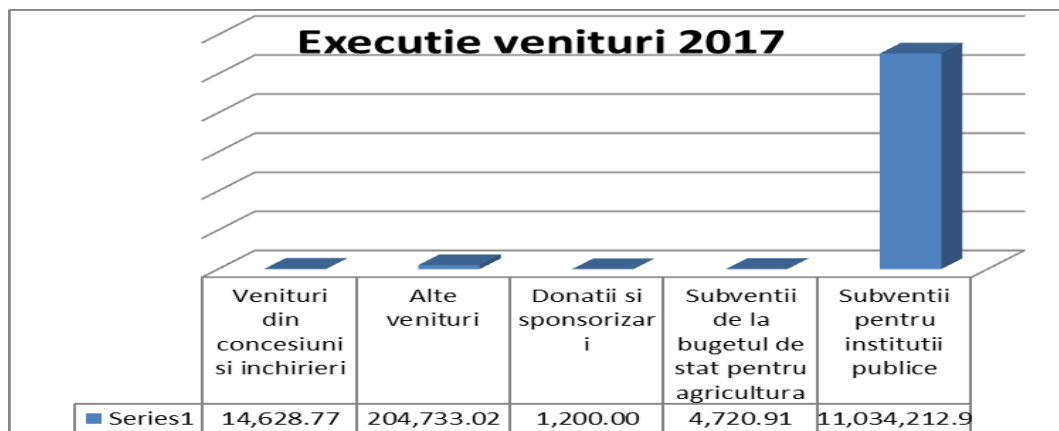 Executie venituri 2017
Venituri
din
concesiuni
si inchirieri
Alte
venituri
Donatii si
sponsorizar
i
Subventii
de la
bugetul de
stat pentru
agricultura
Subventii
pentru
institutii
publice
Series1 14,628.77 204,733.02 1,200.00 4,720.91 11,034,212.9